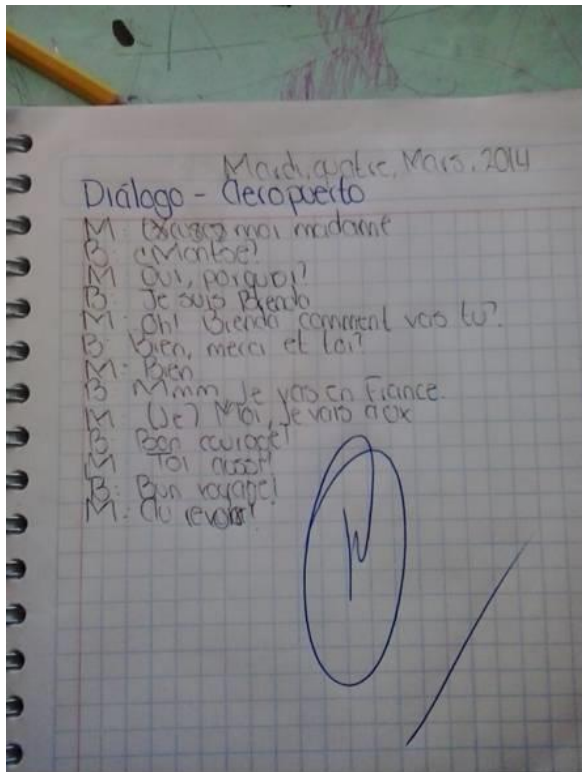 Mardi, quatre, Mars, 2014
Diálogo - Aeropuerto
M: Excusez moi madame
B: ¿Montse?
M: Oui, porquoi?
B: Je suis Brenda
M: Oh! Brenda comment vas tu?
B: Bien, merci et toi?
M: Bien
B: Mmm, Je vais en France.
M: (Je) Moi, Je vais aux
B: Bon courage!
M: Toi aussi!
B: Bon voyage!
M: Au revoir!